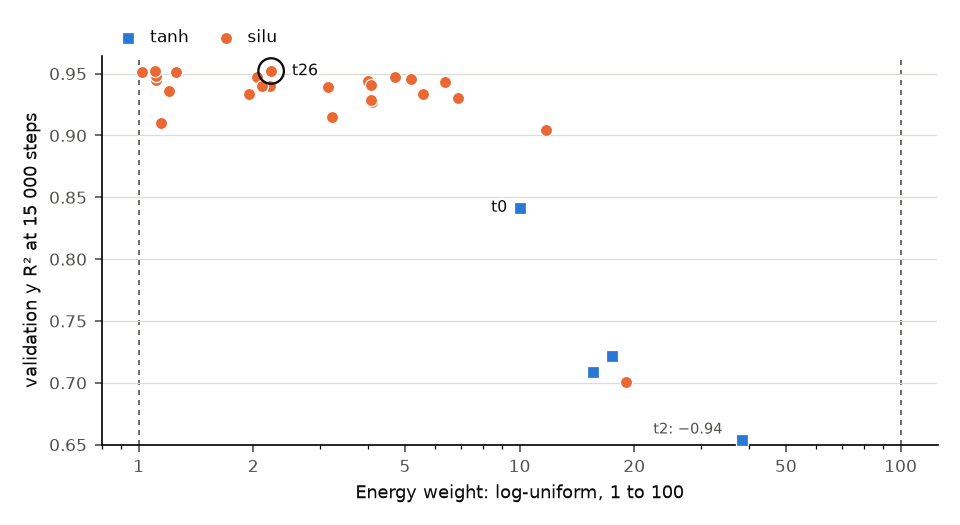 tanh silu
t26
t0
t2: −0.94
validation y R² at 15 000 steps
0.95
0.90
0.85
0.80
0.75
0.70
0.65
1 2 5 10 20 50 100
Energy weight: log-uniform, 1 to 100